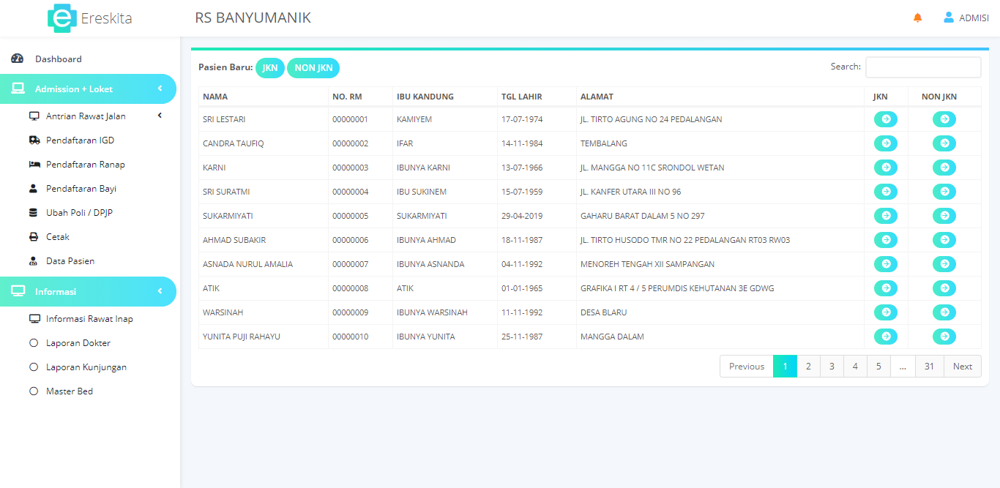 Ereskita
RS BANYUMANIK
ADMISI
Dashboard
Admission + Loket
Antrian Rawat Jalan
Pendaftaran IGD
Pendaftaran Ranap
Pendaftaran Bayi
Ubah Poli / DPJP
Cetak
Data Pasien
Informasi
Informasi Rawat Inap
Laporan Dokter
Laporan Kunjungan
Master Bed
Pasien Baru: JKN NON JKN Search:
NAMA NO. RM IBU KANDUNG TGL LAHIR ALAMAT JKN NON JKN
SRI LESTARI 00000001 KAMIYEM 17-07-1974 JL. TIRTO AGUNG NO 24 PEDALANGAN
CANDRA TAUFIQ 00000002 IFAR 14-11-1984 TEMBALANG
KARNI 00000003 IBUNYA KARNI 13-07-1966 JL. MANGGA NO 11C SRONDOL WETAN
SRI SURATMI 00000004 IBU SUKINEM 15-07-1959 JL. KANFER UTARA III NO 96
SUKARMIYATI 00000005 SUKARMIYATI 29-04-2019 GAHARU BARAT DALAM 5 NO 297
AHMAD SUBAKIR 00000006 IBUNYA AHMAD 18-11-1987 JL. TIRTO HUSODO TMR NO 22 PEDALANGAN RT03 RW03
ASNADA NURUL AMALIA 00000007 IBUNYA ASNANDA 04-11-1992 MENOREH TENGAH XII SAMPANGAN
ATIK 00000008 ATIK 01-01-1965 GRAFIKA I RT 4 / 5 PERUMDIS KEHUTANAN 3E GDWG
WARSINAH 00000009 IBUNYA WARSINAH 11-11-1992 DESA BLARU
YUNITA PUJI RAHAYU 00000010 IBUNYA YUNITA 25-11-1987 MANGGA DALAM
Previous 1 2 3 4 5 ... 31 Next